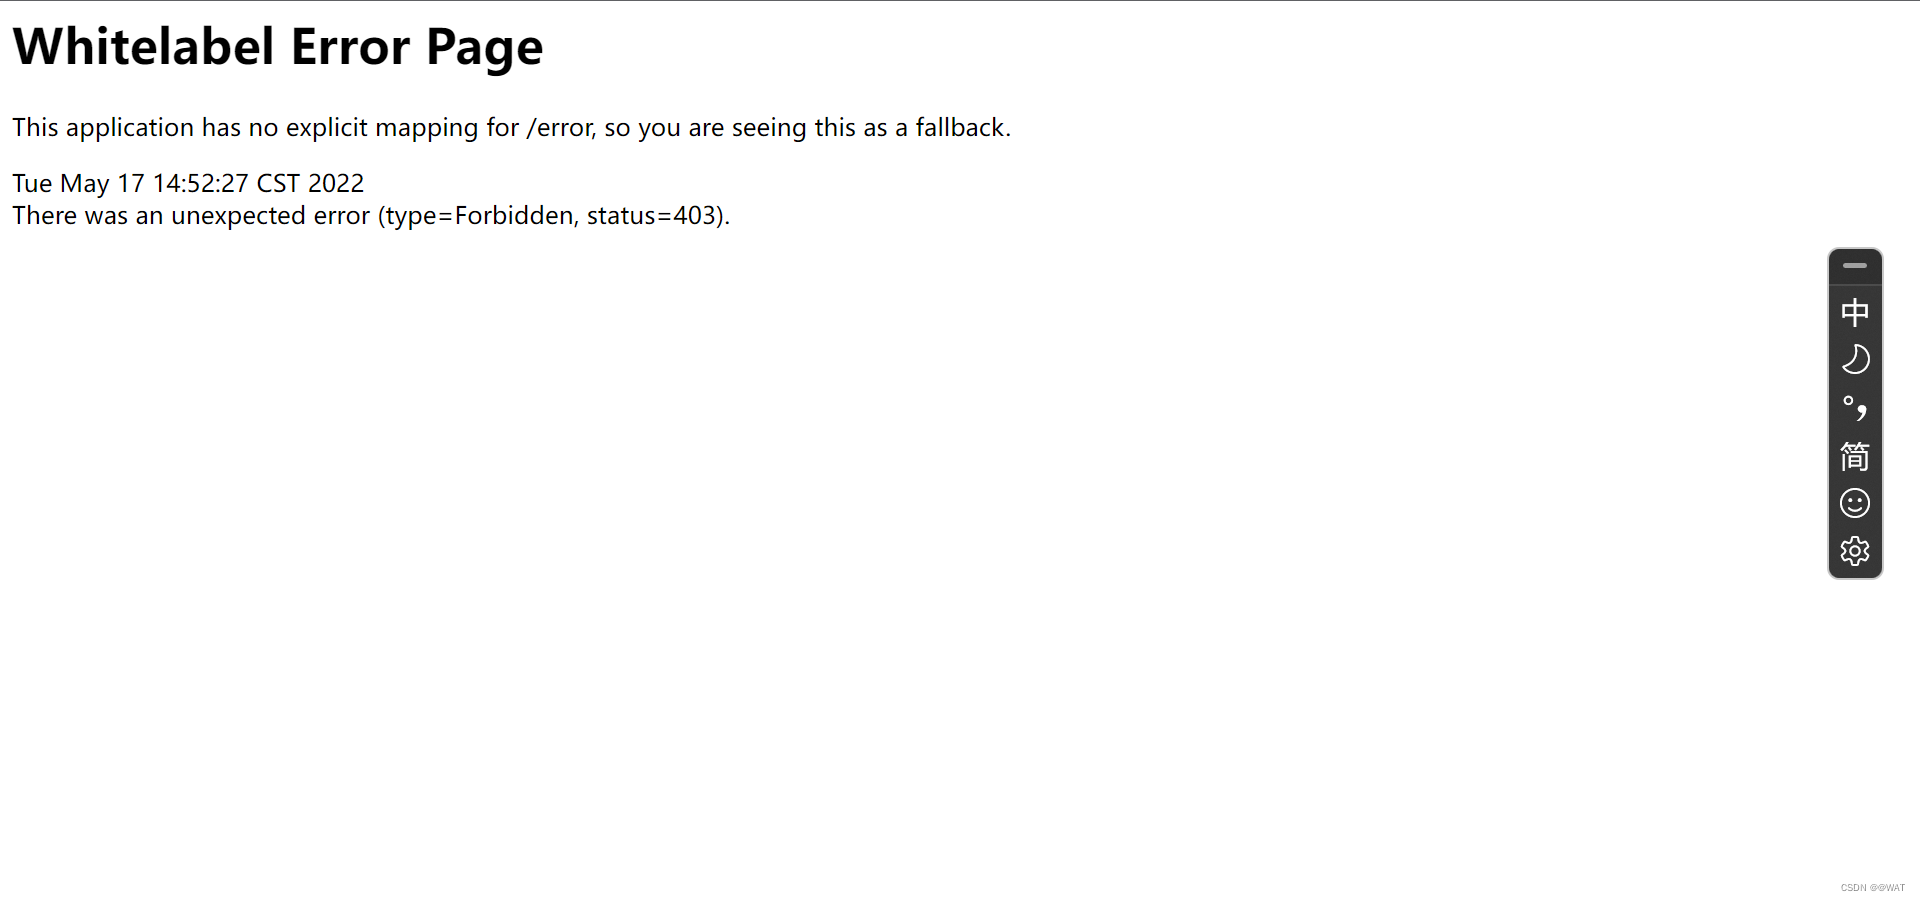 Whitelabel Error Page
This application has no explicit mapping for /error, so you are seeing this as a fallback.
Tue May 17 14:52:27 CST 2022
There was an unexpected error (type=Forbidden, status=403).
中
°,
简
CSDN @@WAT